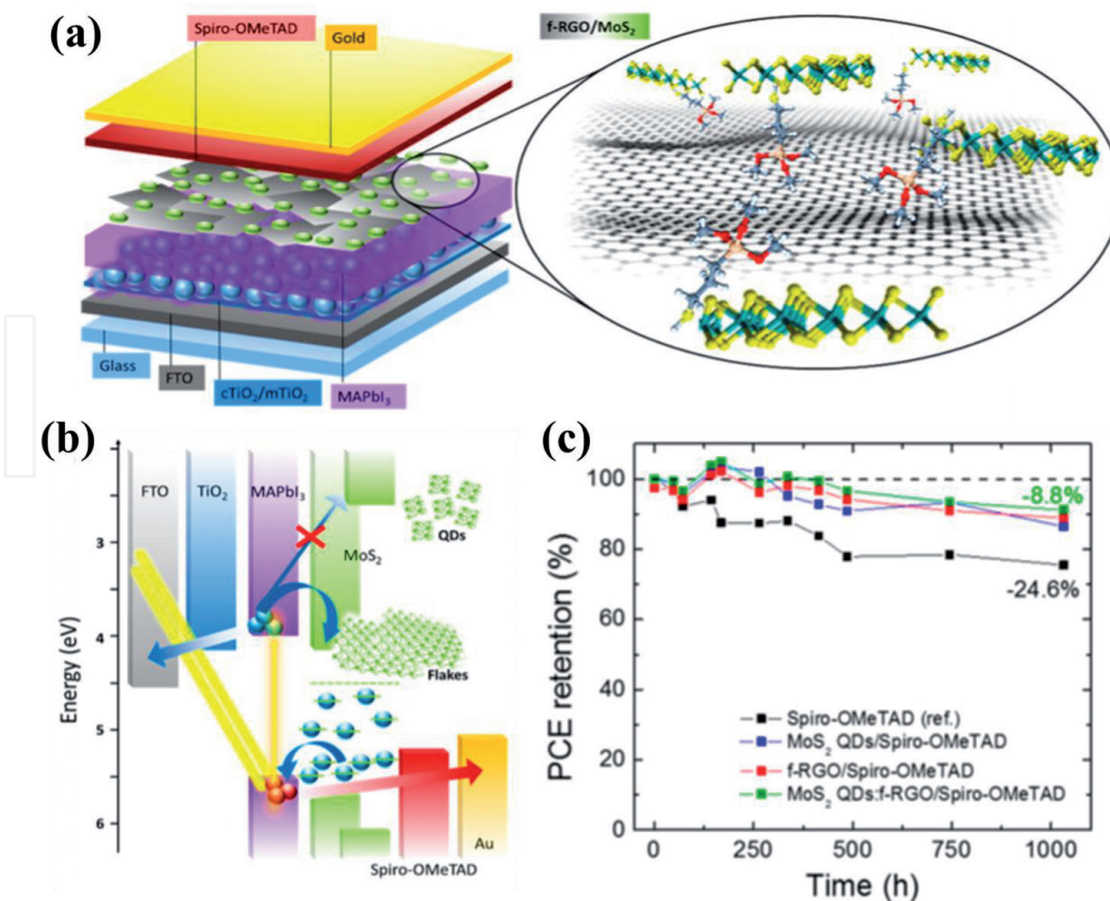 (a)
Spiro-OMeTAD
Gold
f-RGO/MoS₂
Glass
FTO
cTiO₂/mTiO₂
MAPbI₃
(b)
Energy (eV)
3
4
5
6
FTO
TiO₂
MAPbI₃
MoS₂
QDs
Flakes
Spiro-OMeTAD
Au
(c)
PCE retention (%)
100
80
60
40
20
0
-8.8%
-24.6%
Spiro-OMeTAD (ref.)
MoS₂ QDs/Spiro-OMeTAD
f-RGO/Spiro-OMeTAD
MoS₂ QDs:f-RGO/Spiro-OMeTAD
0
250
500
750
1000
Time (h)